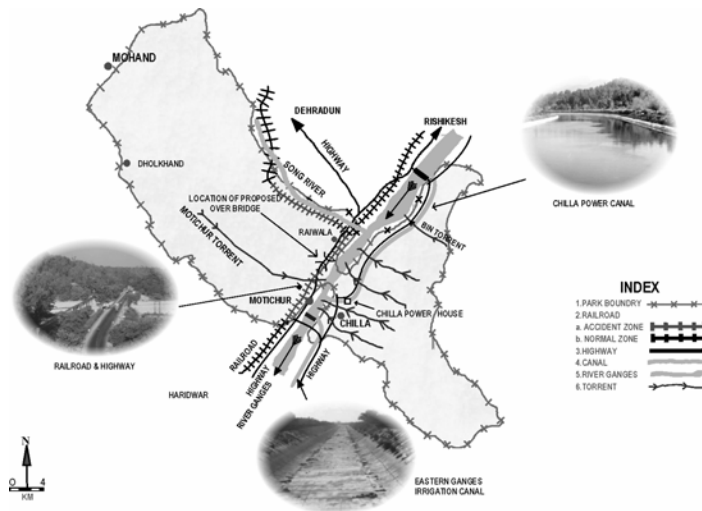 MOHAND
DEHRADUN
RISHIKESH
HIGHWAY
DHOLKHAND
SONG RIVER
CHILLA POWER CANAL
LOCATION OF PROPOSED
OVER BRIDGE
RAIWALA
BIN TORRENT
MOTICHUR TORRENT
MOTICHUR
CHILLA POWER HOUSE
CHILLA
RAILROAD & HIGHWAY
RAILROAD
HIGHWAY
RIVER GANGES
HIGHWAY
HARIDWAR
EASTERN GANGES
IRRIGATION CANAL
INDEX
1.PARK BOUNDRY
2.RAILROAD
a. ACCIDENT ZONE
b. NORMAL ZONE
3.HIGHWAY
4.CANAL
5.RIVER GANGES
6.TORRENT
N
0 4
KM